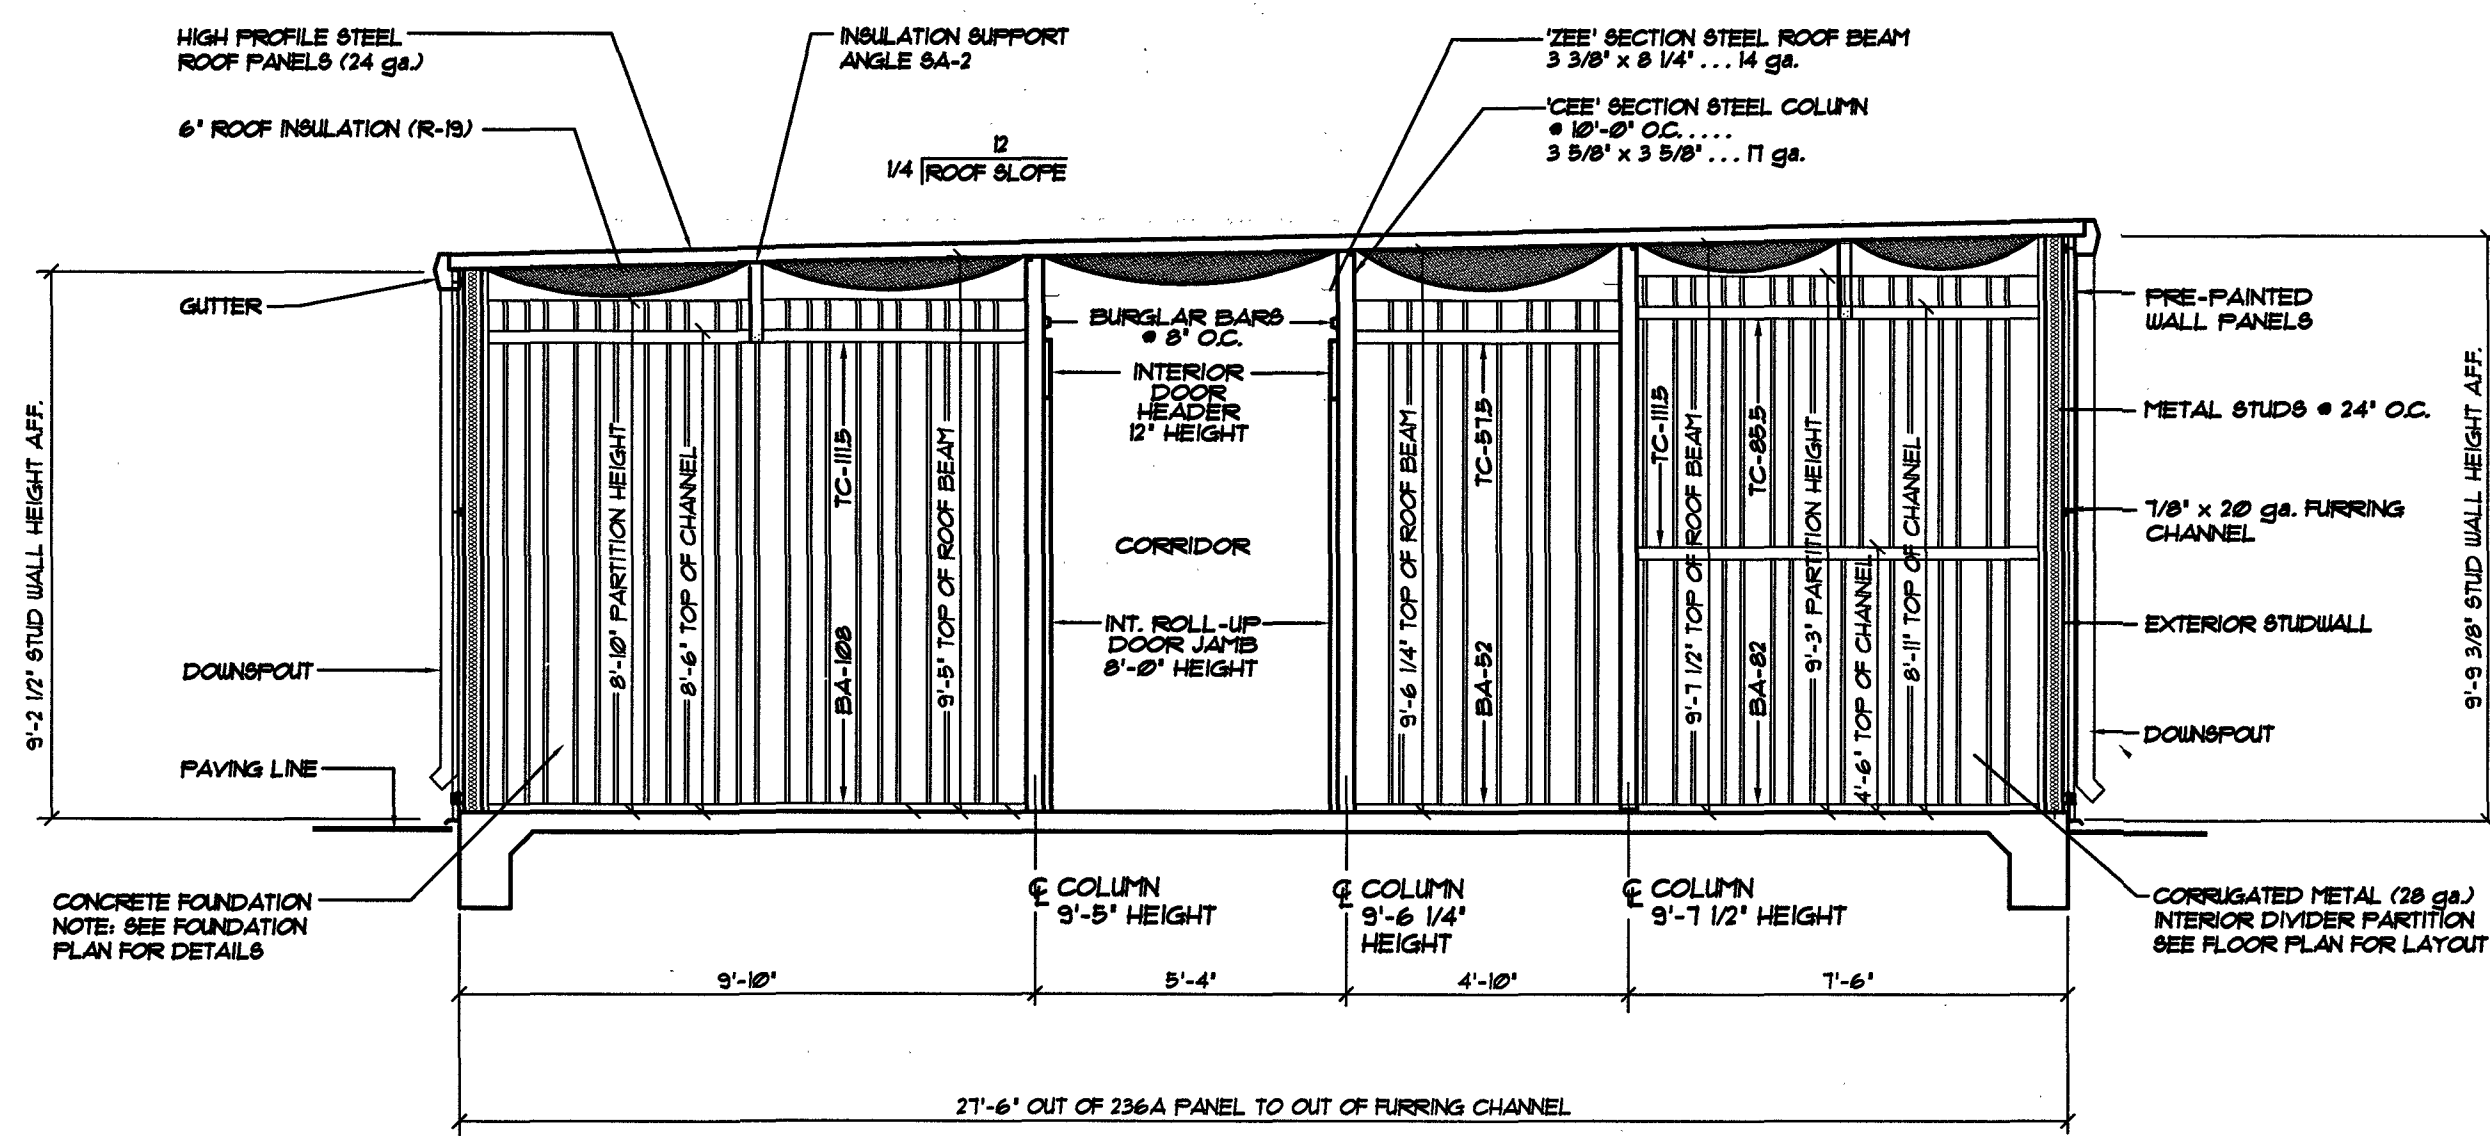 HIGH PROFILE STEEL
ROOF PANELS (24 ga.)
INSULATION SUPPORT
ANGLE SA-2
'ZEE' SECTION STEEL ROOF BEAM
3 3/8" x 8 1/4" ... 14 ga.
6" ROOF INSULATION (R-19)
'CEE' SECTION STEEL COLUMN
@ 10'-0" O.C. ....
3 5/8" x 3 5/8" ... 17 ga.
12
1/4 ROOF SLOPE
GUTTER
DOWNSPOUT
PAVING LINE
9'-2 1/2" STUD WALL HEIGHT A.F.F.
8'-10" PARTITION HEIGHT
8'-6" TOP OF CHANNEL
TC-111.5
BA-108
9'-5" TOP OF ROOF BEAM
BURGLAR BARS
@ 8" O.C.
INTERIOR
DOOR
HEADER
12" HEIGHT
CORRIDOR
INT. ROLL-UP
DOOR JAMB
8'-0" HEIGHT
9'-6 1/4" TOP OF ROOF BEAM
TC-57.5
BA-52
TC-111.5
9'-7 1/2" TOP OF ROOF BEAM
TC-85.5
BA-82
9'-3" PARTITION HEIGHT
4'-6" TOP OF CHANNEL
8'-11" TOP OF CHANNEL
PRE-PAINTED
WALL PANELS
METAL STUDS @ 24" O.C.
7/8" x 20 ga. FURRING
CHANNEL
EXTERIOR STUDWALL
DOWNSPOUT
9'-9 3/8" STUD WALL HEIGHT A.F.F.
CONCRETE FOUNDATION
NOTE: SEE FOUNDATION
PLAN FOR DETAILS
℄ COLUMN
9'-5" HEIGHT
℄ COLUMN
9'-6 1/4"
HEIGHT
℄ COLUMN
9'-7 1/2" HEIGHT
CORRUGATED METAL (28 ga.)
INTERIOR DIVIDER PARTITION
SEE FLOOR PLAN FOR LAYOUT
9'-10"
5'-4"
4'-10"
7'-6"
27'-6" OUT OF 236A PANEL TO OUT OF FURRING CHANNEL